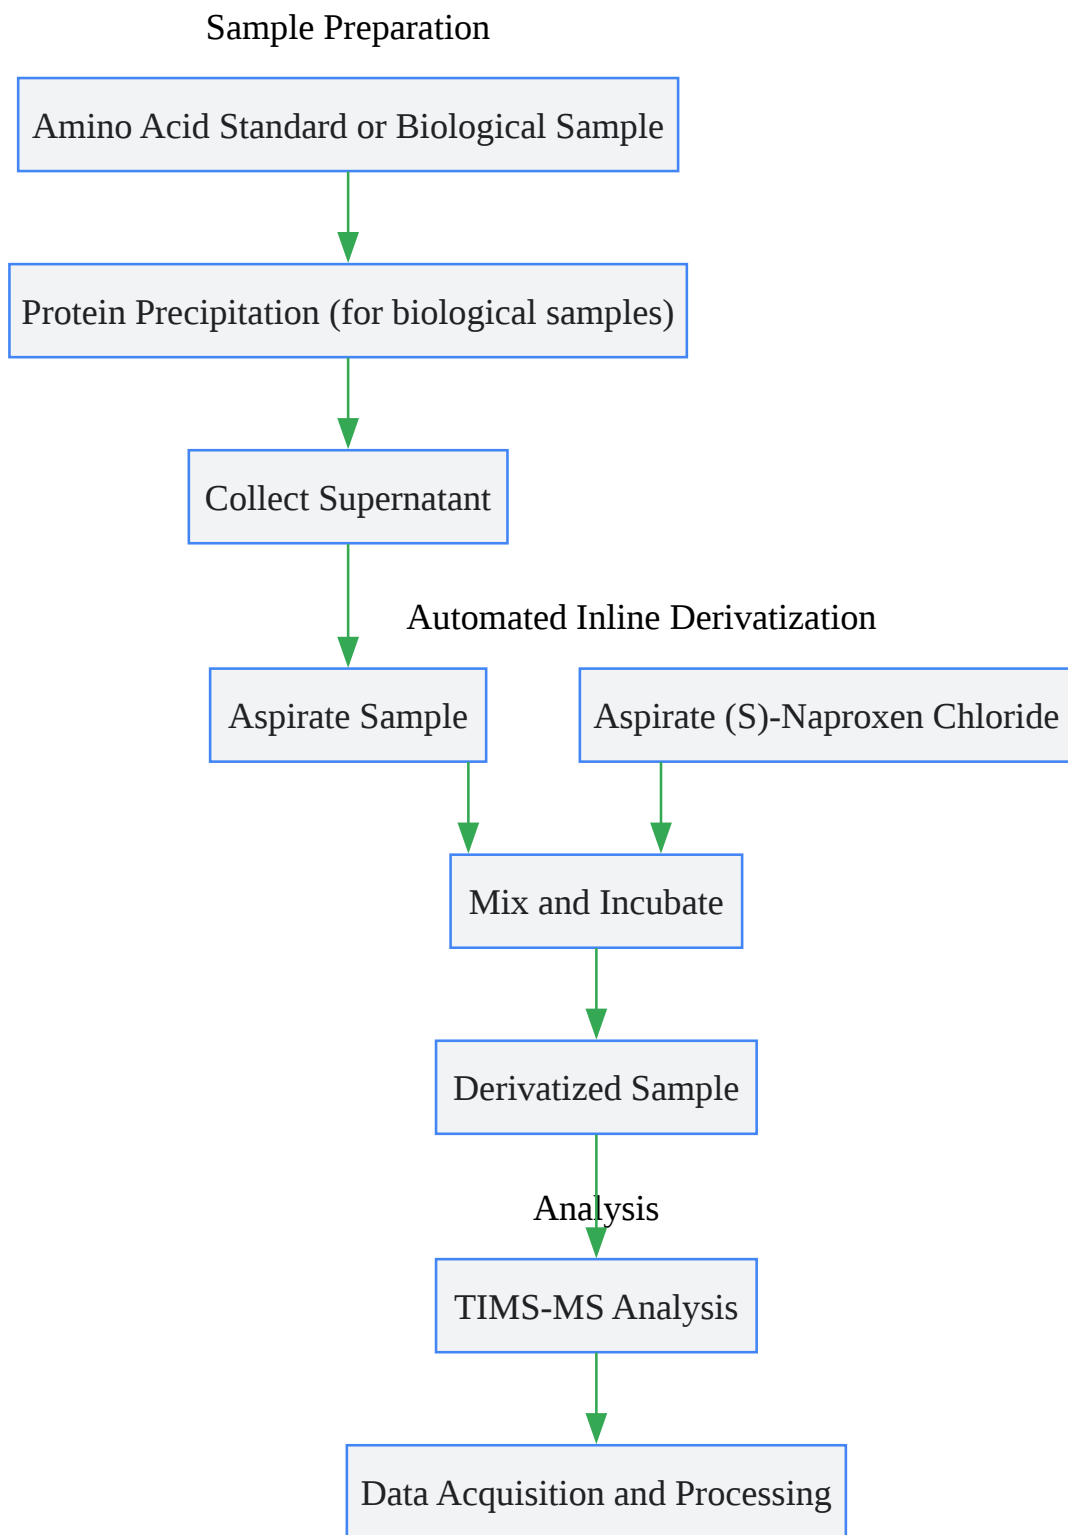 Sample Preparation
Amino Acid Standard or Biological Sample
Protein Precipitation (for biological samples)
Collect Supernatant
Automated Inline Derivatization
Aspirate Sample
Aspirate (S)-Naproxen Chloride
Mix and Incubate
Derivatized Sample
Analysis
TIMS-MS Analysis
Data Acquisition and Processing